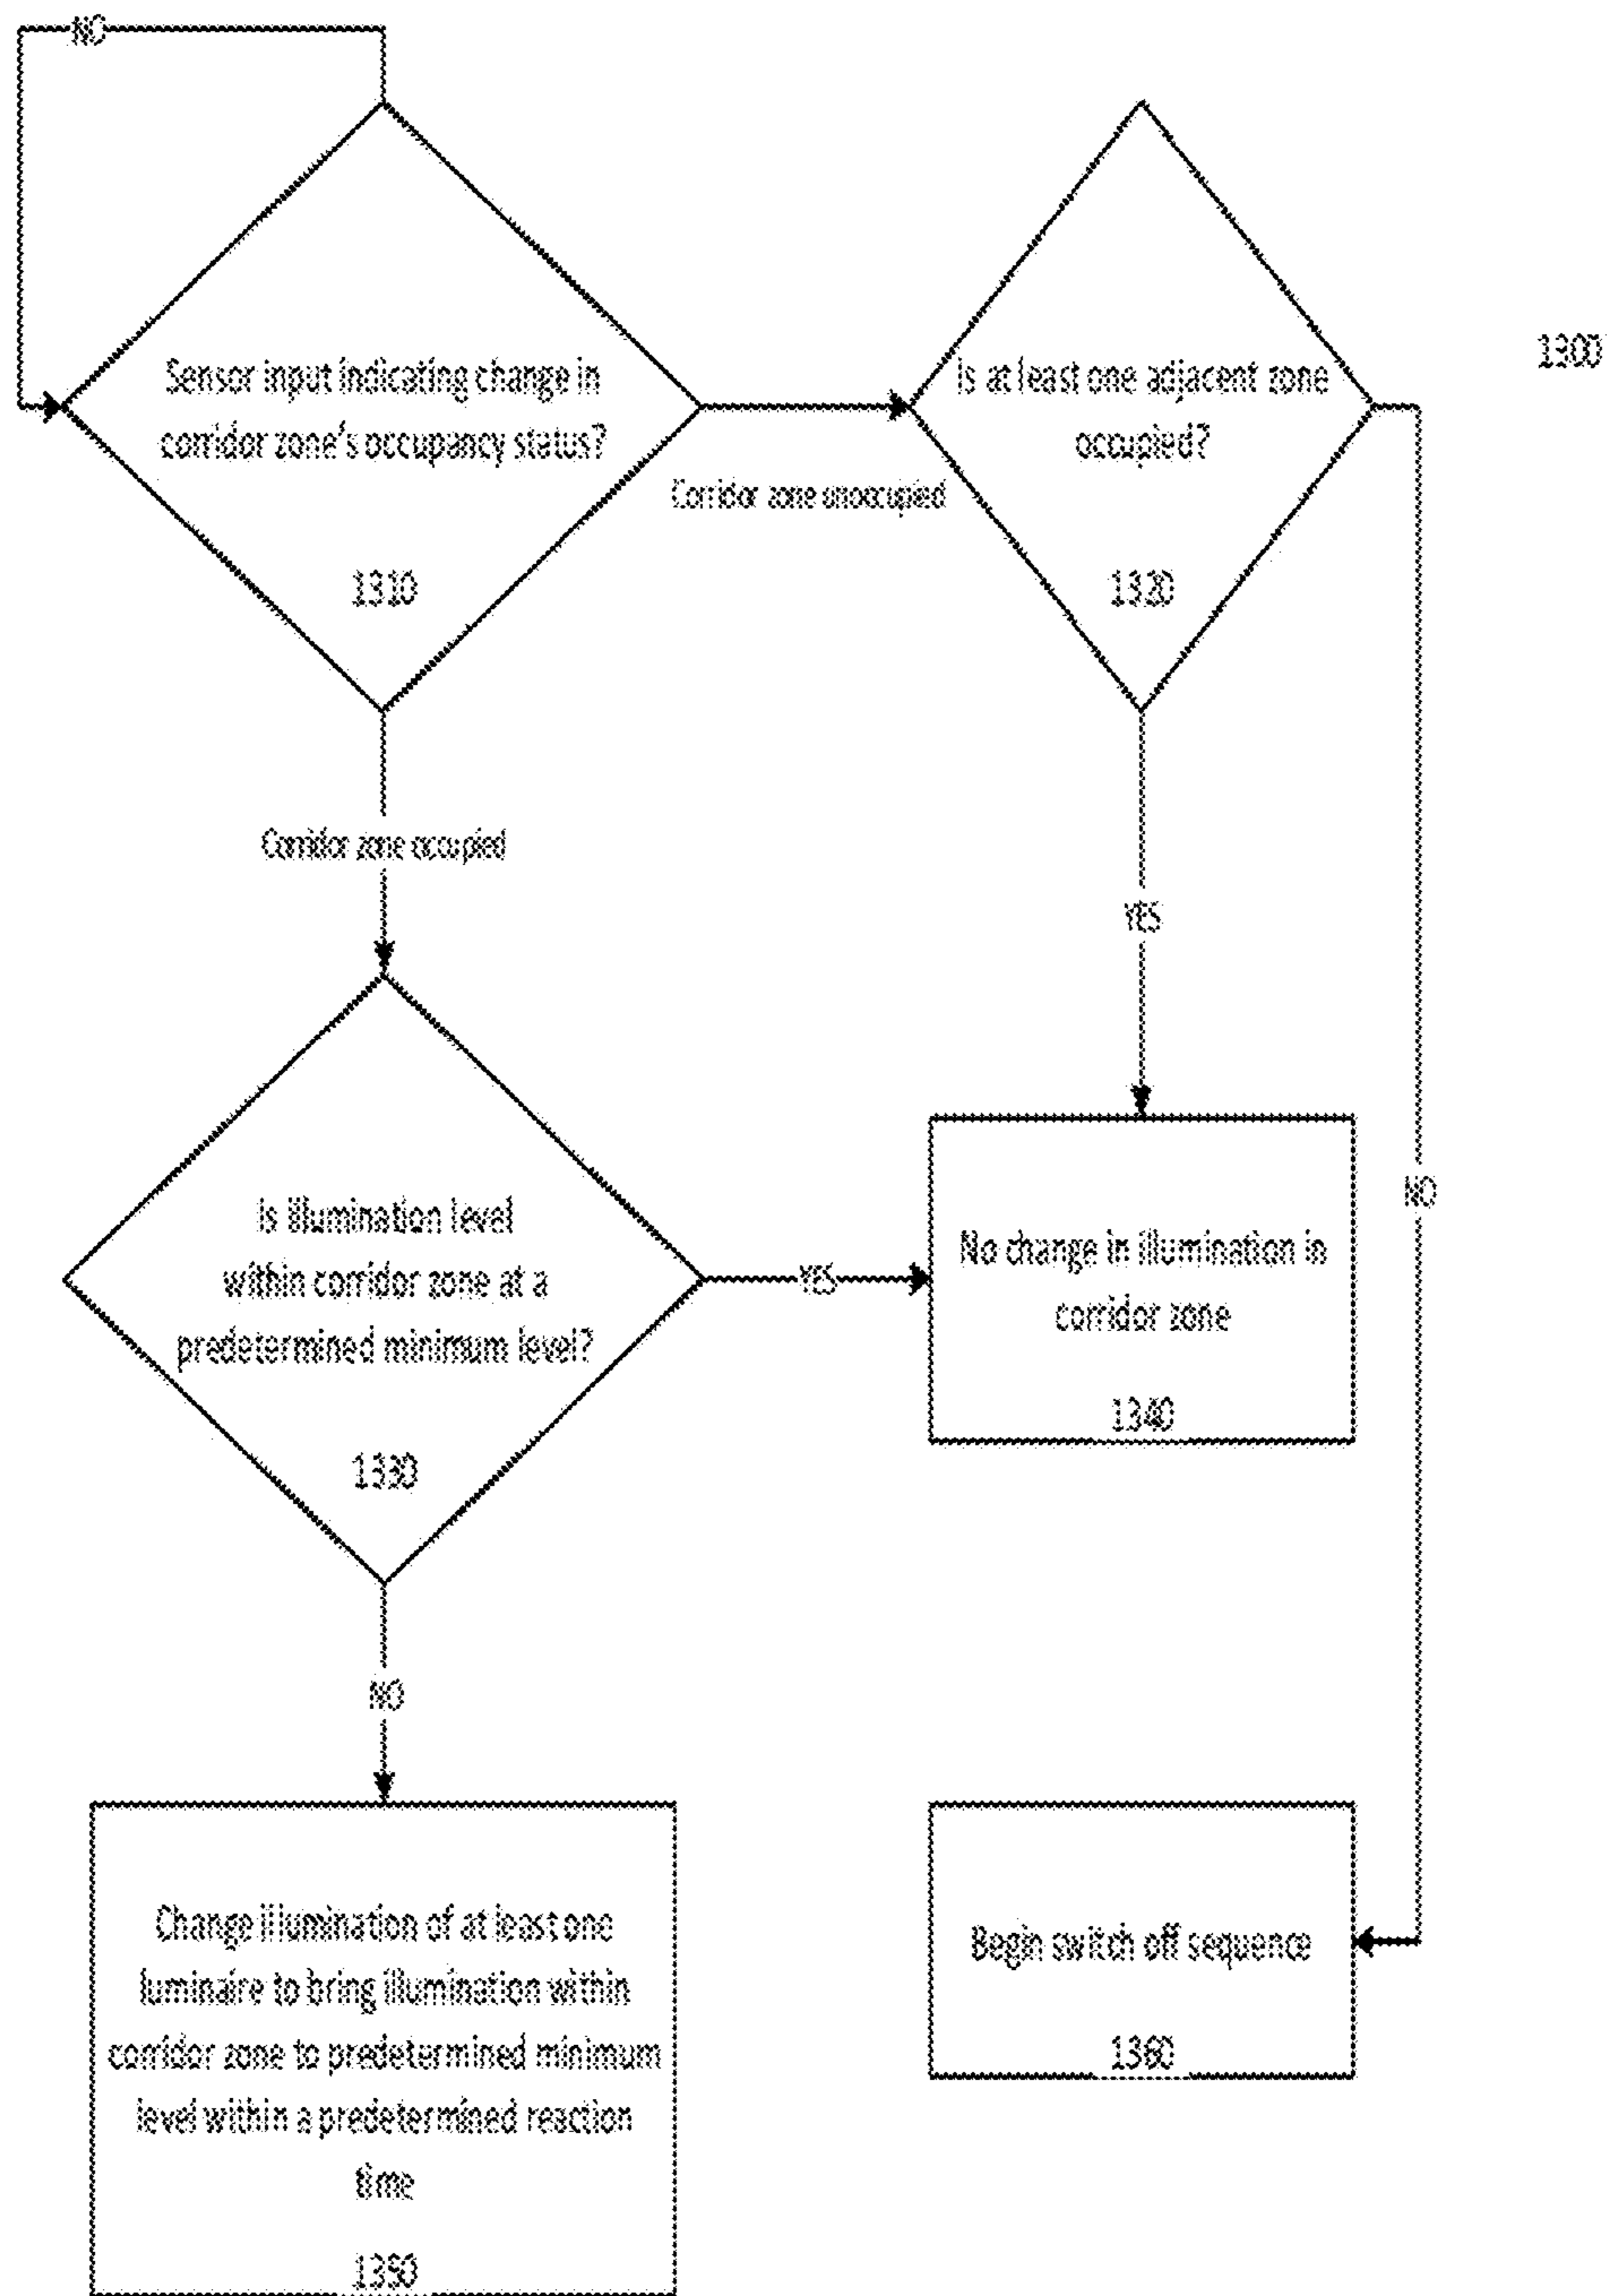 NO
Sensor input indicating change in
corridor zone's occupancy status?
1310
Corridor zone unoccupied
Is at least one adjacent zone
occupied?
1320
1300
Corridor zone occupied
YES
Is illumination level
within corridor zone at a
predetermined minimum level?
1330
YES
No change in illumination in
corridor zone
1340
NO
NO
Change illumination of at least one
luminaire to bring illumination within
corridor zone to predetermined minimum
level within a predetermined reaction
time
1350
Begin switch off sequence
1360